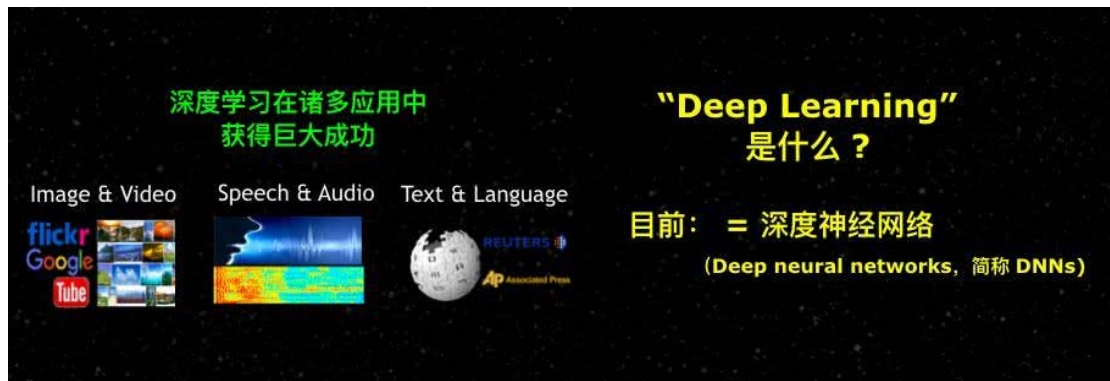 深度学习在诸多应用中
获得巨大成功
Image & Video
Speech & Audio
Text & Language
flickr
Google
Tube
REUTERS
AP Associated Press
“Deep Learning”
是什么 ?
目前： = 深度神经网络
（Deep neural networks，简称 DNNs)